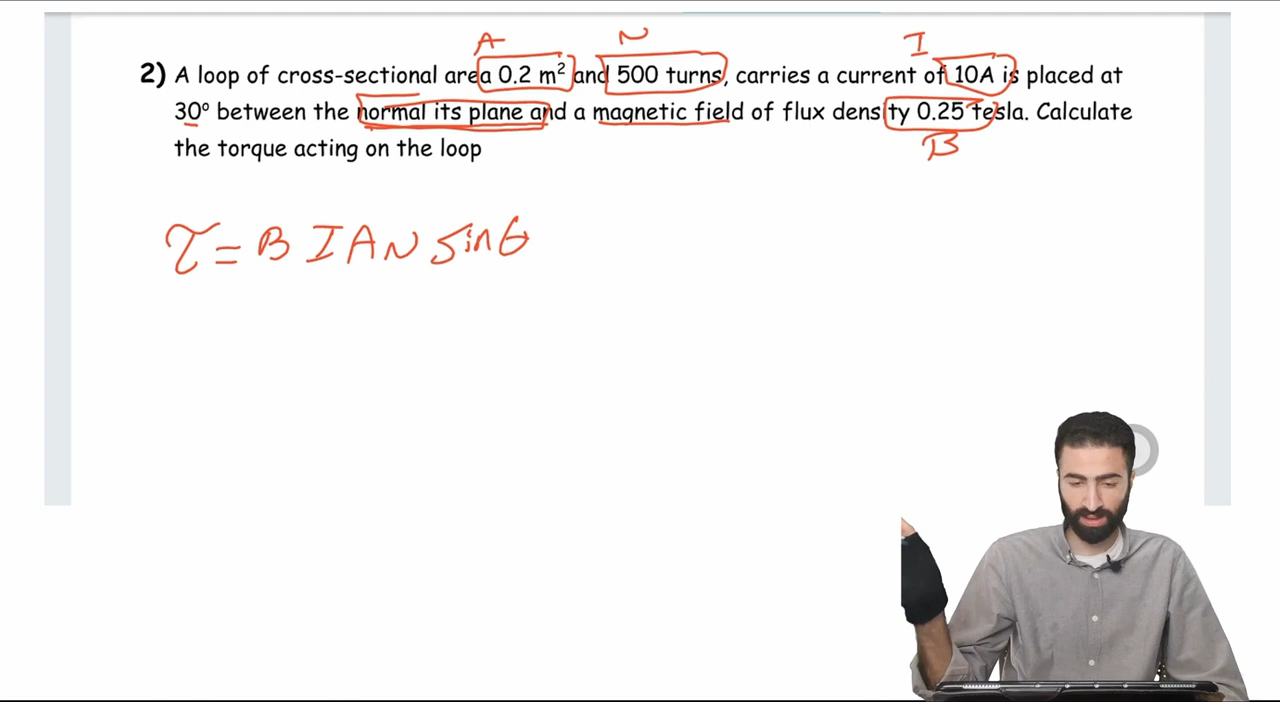 A N I
2) A loop of cross-sectional area 0.2 m² and 500 turns, carries a current of 10A is placed at
30° between the normal its plane and a magnetic field of flux density 0.25 tesla. Calculate
B
the torque acting on the loop
τ = B I A N sin θ